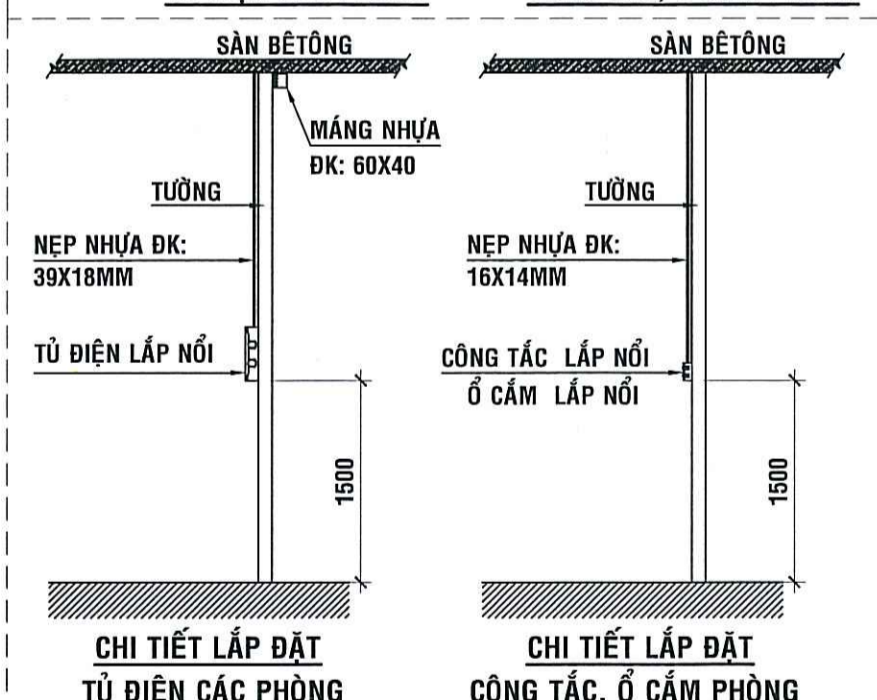 SÀN BÊTÔNG
MÁNG NHỰA
ĐK: 60X40
TƯỜNG
NẸP NHỰA ĐK:
39X18MM
TỦ ĐIỆN LẮP NỔI
1500
CHI TIẾT LẮP ĐẶT
TỦ ĐIỆN CÁC PHÒNG
SÀN BÊTÔNG
TƯỜNG
NẸP NHỰA ĐK:
16X14MM
CÔNG TẮC LẮP NỔI
Ổ CẮM LẮP NỔI
1500
CHI TIẾT LẮP ĐẶT
CÔNG TẮC, Ổ CẮM PHÒNG